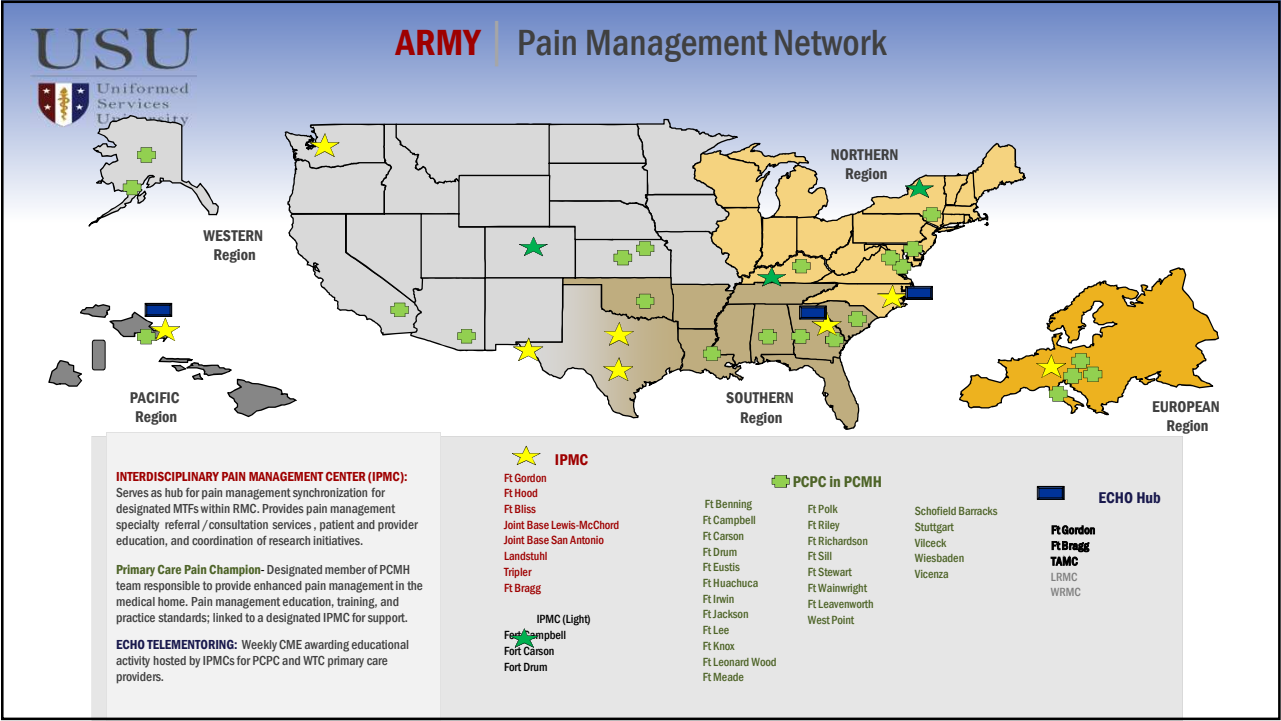 USU
Uniformed
Services
University
ARMY | Pain Management Network
NORTHERN
Region
WESTERN
Region
PACIFIC
Region
SOUTHERN
Region
EUROPEAN
Region
INTERDISCIPLINARY PAIN MANAGEMENT CENTER (IPMC):
Serves as hub for pain management synchronization for
designated MTFs within RMC. Provides pain management
specialty referral /consultation services , patient and provider
education, and coordination of research initiatives.
Primary Care Pain Champion- Designated member of PCMH
team responsible to provide enhanced pain management in the
medical home. Pain management education, training, and
practice standards; linked to a designated IPMC for support.
ECHO TELEMENTORING: Weekly CME awarding educational
activity hosted by IPMCs for PCPC and WTC primary care
providers.
IPMC
Ft Gordon
Ft Hood
Ft Bliss
Joint Base Lewis-McChord
Joint Base San Antonio
Landstuhl
Tripler
Ft Bragg
IPMC (Light)
Fort Campbell
Fort Carson
Fort Drum
PCPC in PCMH
Ft Benning
Ft Campbell
Ft Carson
Ft Drum
Ft Eustis
Ft Huachuca
Ft Irwin
Ft Jackson
Ft Lee
Ft Knox
Ft Leonard Wood
Ft Meade
Ft Polk
Ft Riley
Ft Richardson
Ft Sill
Ft Stewart
Ft Wainwright
Ft Leavenworth
West Point
Schofield Barracks
Stuttgart
Vilceck
Wiesbaden
Vicenza
ECHO Hub
Ft Gordon
Ft Bragg
TAMC
LRMC
WRMC